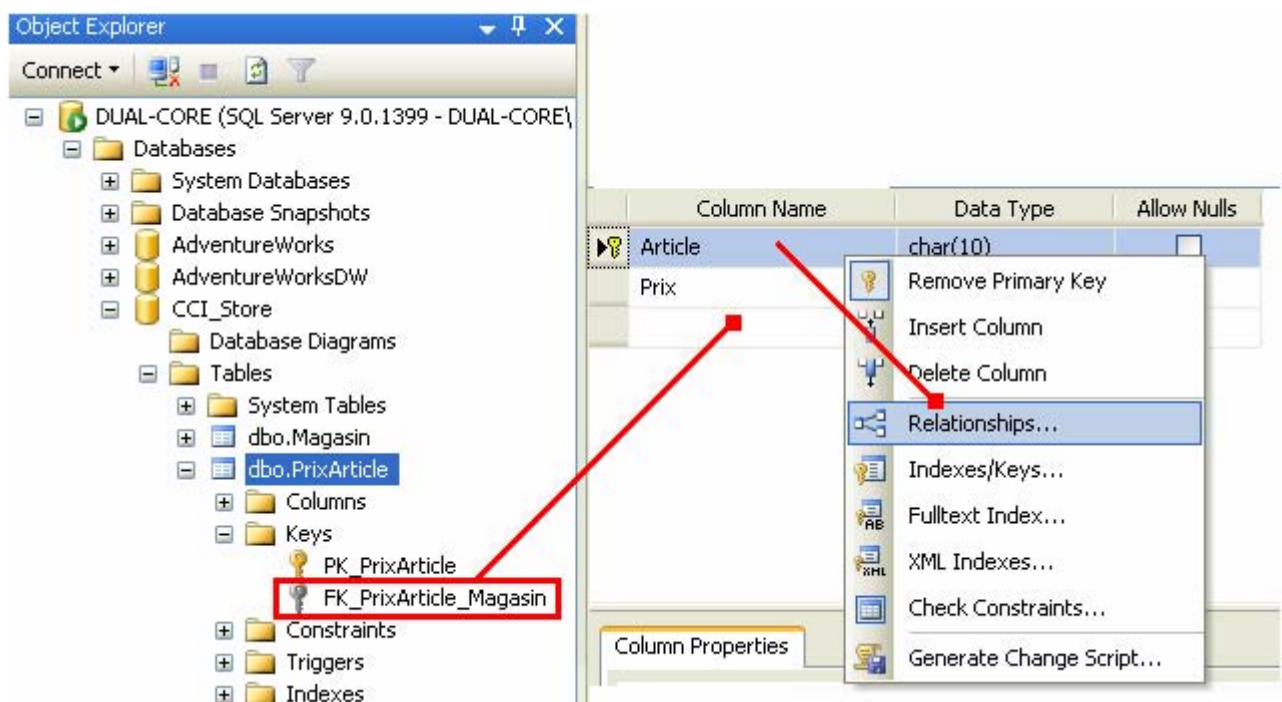 Object Explorer
Connect
DUAL-CORE (SQL Server 9.0.1399 - DUAL-CORE\
Databases
System Databases
Database Snapshots
AdventureWorks
AdventureWorksDW
CCI_Store
Database Diagrams
Tables
System Tables
dbo.Magasin
dbo.PrixArticle
Columns
Keys
PK_PrixArticle
FK_PrixArticle_Magasin
Constraints
Triggers
Indexes
Column Name Data Type Allow Nulls
Article char(10)
Prix
Remove Primary Key
Insert Column
Delete Column
Relationships...
Indexes/Keys...
Fulltext Index...
XML Indexes...
Check Constraints...
Generate Change Script...
Column Properties